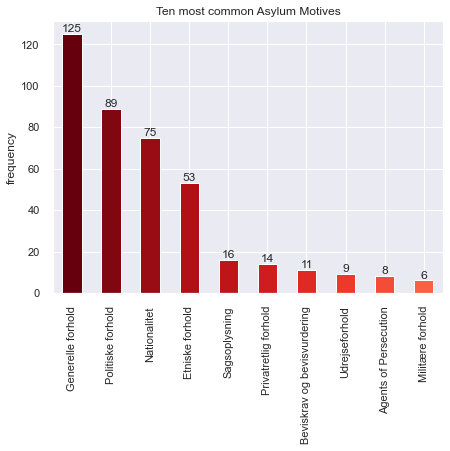 Ten most common Asylum Motives
frequency
120
100
80
60
40
20
0
125
89
75
53
16
14
11
9
8
6
Generelle forhold
Politiske forhold
Nationalitet
Etniske forhold
Sagsoplysning
Privatretlig forhold
Beviskrav og bevisvurdering
Udrejseforhold
Agents of Persecution
Militære forhold